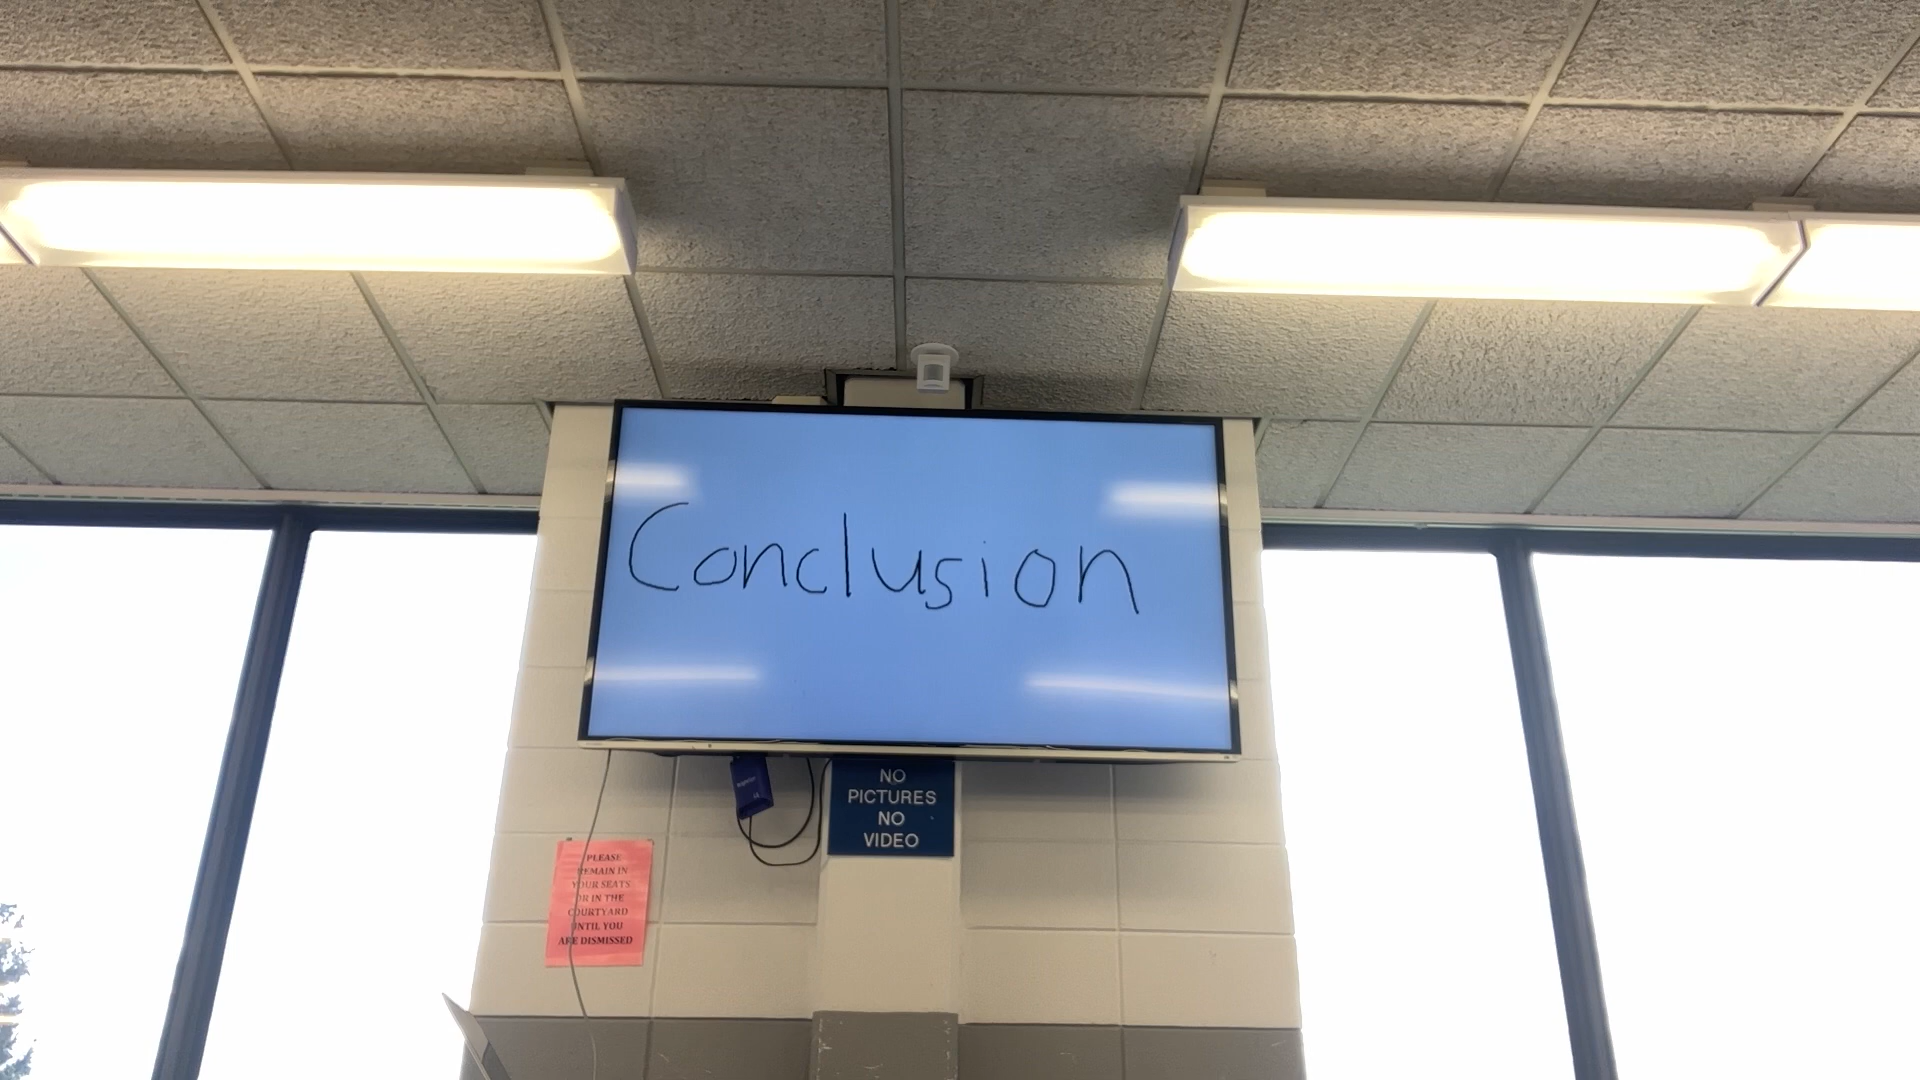 Conclusion
NO
PICTURES
NO
VIDEO
PLEASE
REMAIN IN
YOUR SEATS
OR IN THE
COURTYARD
UNTIL YOU
ARE DISMISSED